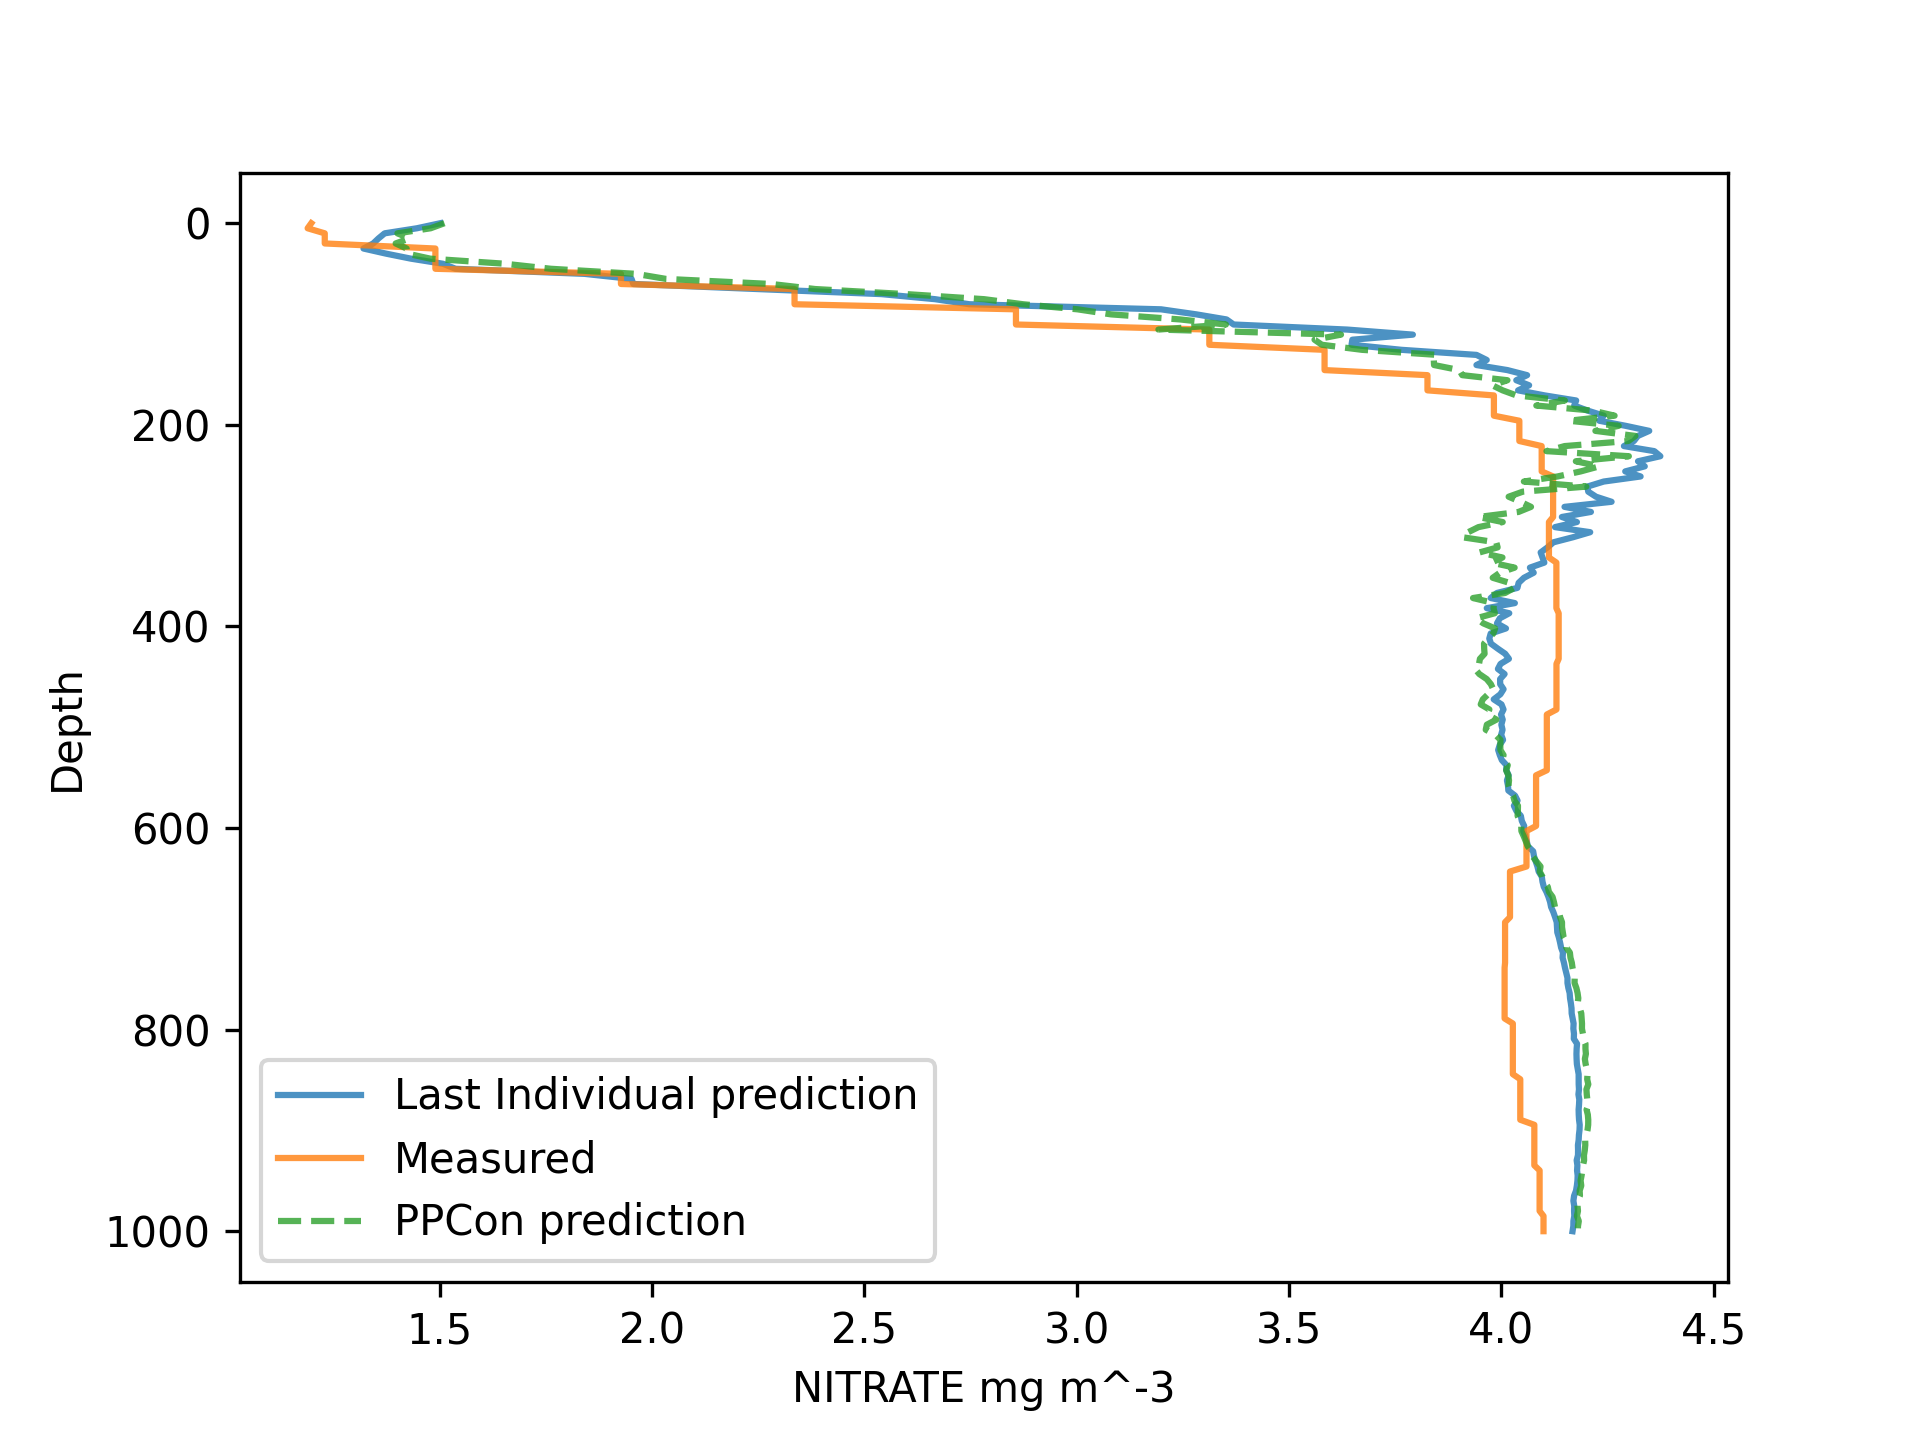 0
200
400
600
800
1000
Depth
Last Individual prediction
Measured
PPCon prediction
1.5 2.0 2.5 3.0 3.5 4.0 4.5
NITRATE mg m^-3